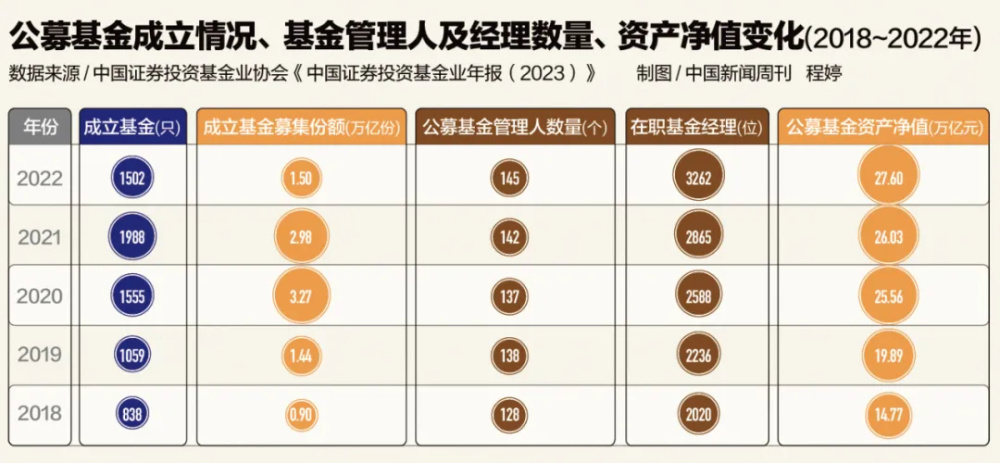 公募基金成立情况、基金管理人及经理数量、资产净值变化(2018~2022年)
数据来源/中国证券投资基金业协会《中国证券投资基金业年报（2023）》 制图/中国新闻周刊 程婷
年份 成立基金(只) 成立基金募集份额(万亿份) 公募基金管理人数量(个) 在职基金经理(位) 公募基金资产净值(万亿元)
2022 1502 1.50 145 3262 27.60
2021 1988 2.98 142 2865 26.03
2020 1555 3.27 137 2588 25.56
2019 1059 1.44 138 2236 19.89
2018 838 0.90 128 2020 14.77